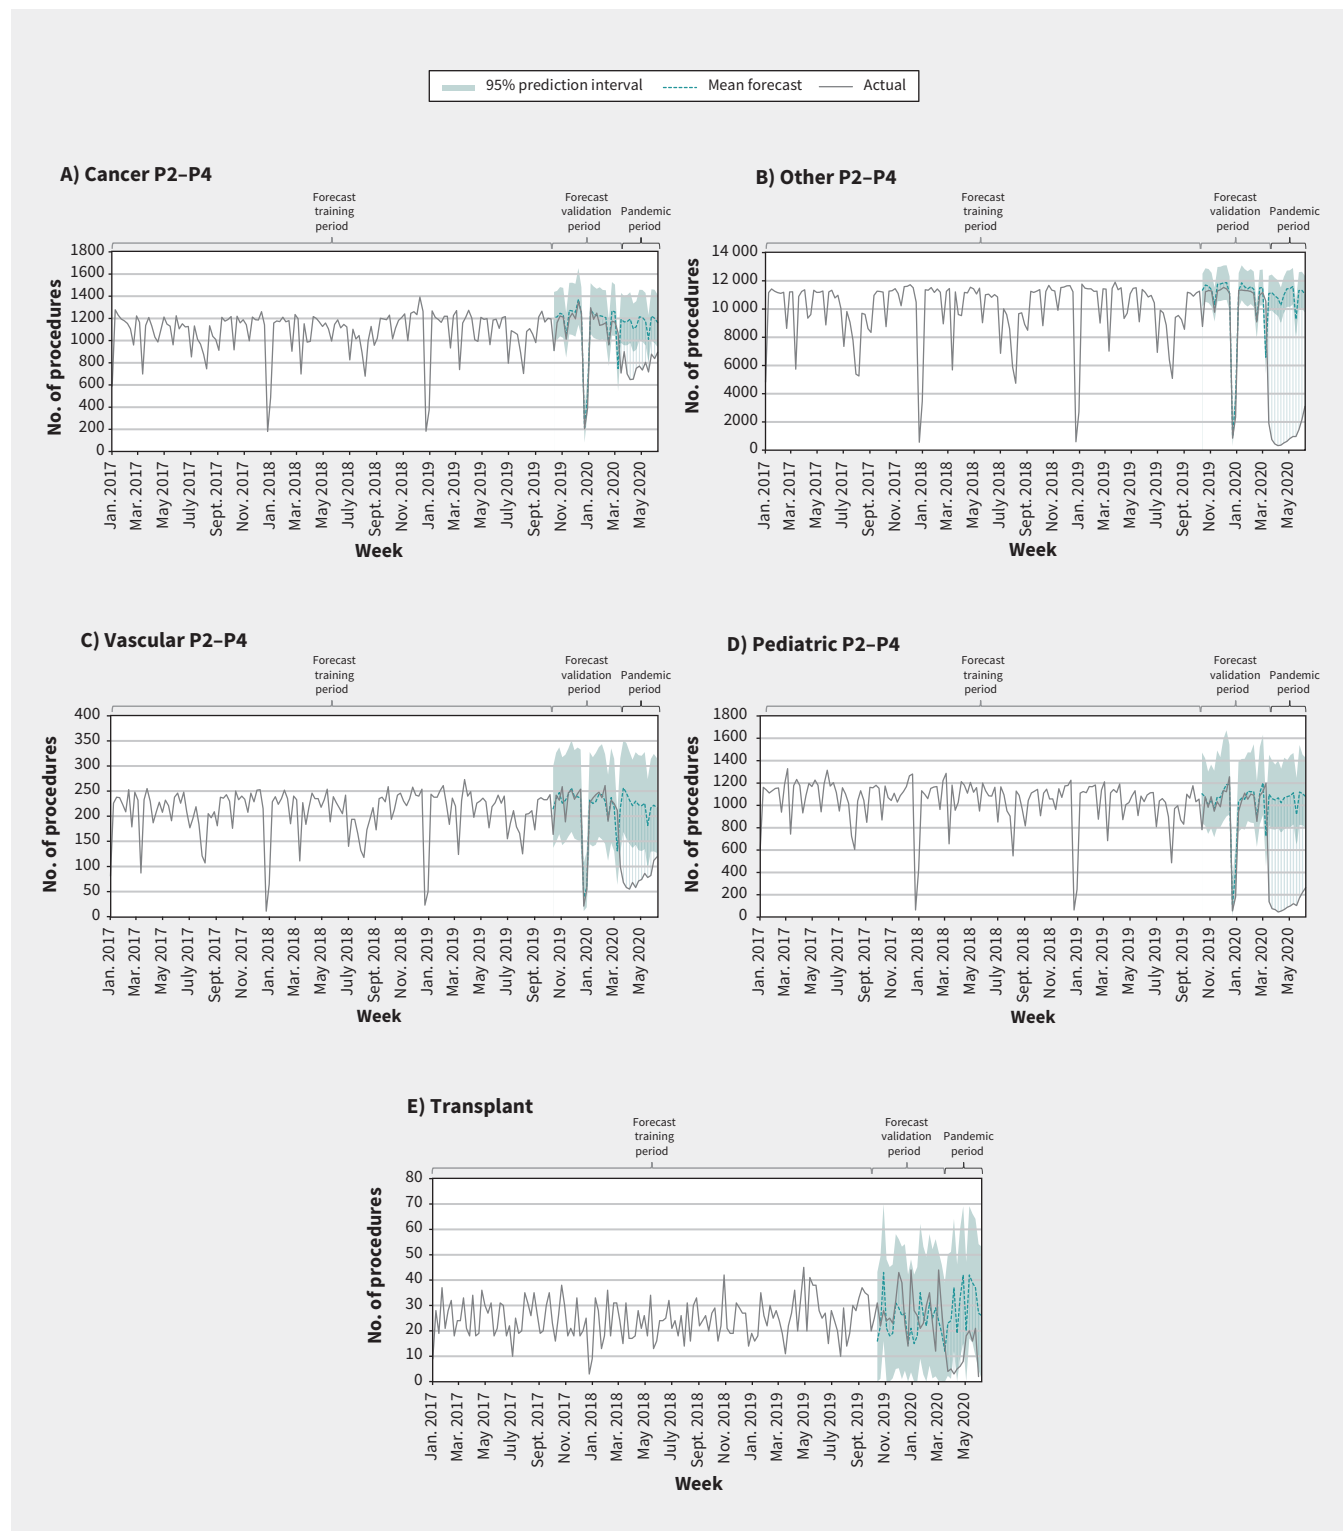 95% prediction interval Mean forecast Actual
A) Cancer P2–P4
Forecast
training
period
Forecast
validation
period
Pandemic
period
No. of procedures
1800
1600
1400
1200
1000
800
600
400
200
0
Jan. 2017
Mar. 2017
May 2017
July 2017
Sept. 2017
Nov. 2017
Jan. 2018
Mar. 2018
May 2018
July 2018
Sept. 2018
Nov. 2018
Jan. 2019
Mar. 2019
May 2019
July 2019
Sept. 2019
Nov. 2019
Jan. 2020
Mar. 2020
May 2020
Week
B) Other P2–P4
Forecast
training
period
Forecast
validation
period
Pandemic
period
No. of procedures
14 000
12 000
10 000
8000
6000
4000
2000
0
Jan. 2017
Mar. 2017
May 2017
July 2017
Sept. 2017
Nov. 2017
Jan. 2018
Mar. 2018
May 2018
July 2018
Sept. 2018
Nov. 2018
Jan. 2019
Mar. 2019
May 2019
July 2019
Sept. 2019
Nov. 2019
Jan. 2020
Mar. 2020
May 2020
Week
C) Vascular P2–P4
Forecast
training
period
Forecast
validation
period
Pandemic
period
No. of procedures
400
350
300
250
200
150
100
50
0
Jan. 2017
Mar. 2017
May 2017
July 2017
Sept. 2017
Nov. 2017
Jan. 2018
Mar. 2018
May 2018
July 2018
Sept. 2018
Nov. 2018
Jan. 2019
Mar. 2019
May 2019
July 2019
Sept. 2019
Nov. 2019
Jan. 2020
Mar. 2020
May 2020
Week
D) Pediatric P2–P4
Forecast
training
period
Forecast
validation
period
Pandemic
period
No. of procedures
1800
1600
1400
1200
1000
800
600
400
200
0
Jan. 2017
Mar. 2017
May 2017
July 2017
Sept. 2017
Nov. 2017
Jan. 2018
Mar. 2018
May 2018
July 2018
Sept. 2018
Nov. 2018
Jan. 2019
Mar. 2019
May 2019
July 2019
Sept. 2019
Nov. 2019
Jan. 2020
Mar. 2020
May 2020
Week
E) Transplant
Forecast
training
period
Forecast
validation
period
Pandemic
period
No. of procedures
80
70
60
50
40
30
20
10
0
Jan. 2017
Mar. 2017
May 2017
July 2017
Sept. 2017
Nov. 2017
Jan. 2018
Mar. 2018
May 2018
July 2018
Sept. 2018
Nov. 2018
Jan. 2019
Mar. 2019
May 2019
July 2019
Sept. 2019
Nov. 2019
Jan. 2020
Mar. 2020
May 2020
Week